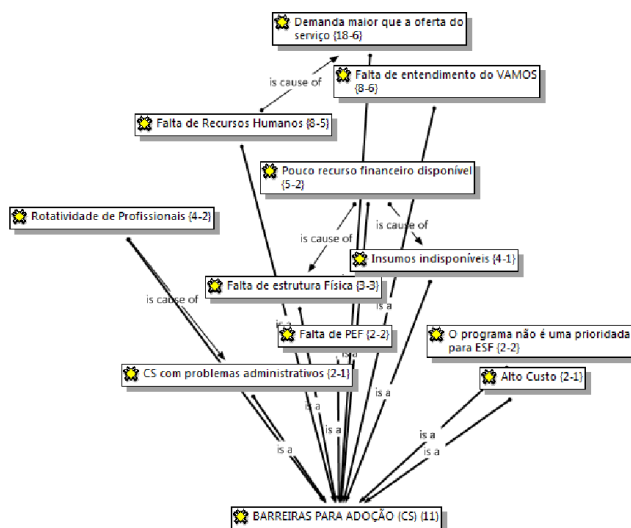 Demanda maior que a oferta do
serviço {18-6}
is cause of
Falta de entendimento do VAMOS
{8-6}
Falta de Recursos Humanos {8-5}
Pouco recurso financeiro disponível
{5-2}
Rotatividade de Profissionais {4-2}
is cause of
is cause of
Insumos indisponíveis {4-1}
Falta de estrutura Física {3-3}
is cause of
is a
is a
Falta de PEF {2-2}
O programa não é uma prioridada
para ESF {2-2}
is a
CS com problemas administrativos {2-1}
Alto Custo {2-1}
is a
is a
is a
is a
is a
is a
BARREIRAS PARA ADOÇÃO (CS) {11}